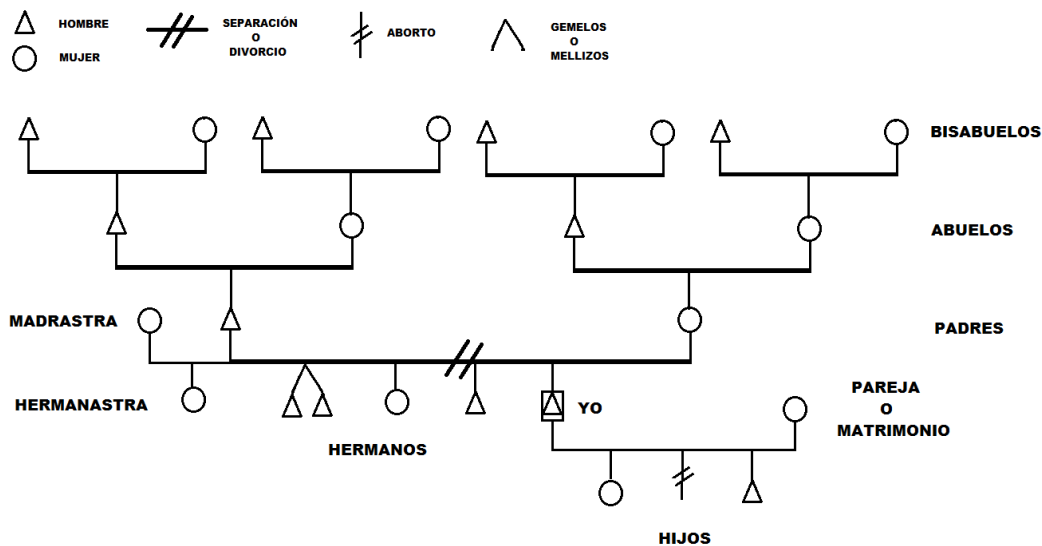 HOMBRE
MUJER
SEPARACIÓN
O
DIVORCIO
ABORTO
GEMELOS
O
MELLIZOS
BISABUELOS
ABUELOS
MADRASTRA
PADRES
HERMANASTRA
YO
PAREJA
O
MATRIMONIO
HERMANOS
HIJOS